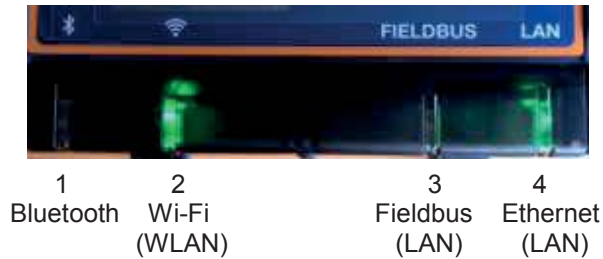 FIELDBUS LAN
1 2 3 4
Bluetooth Wi-Fi Fieldbus Ethernet
(WLAN) (LAN) (LAN)